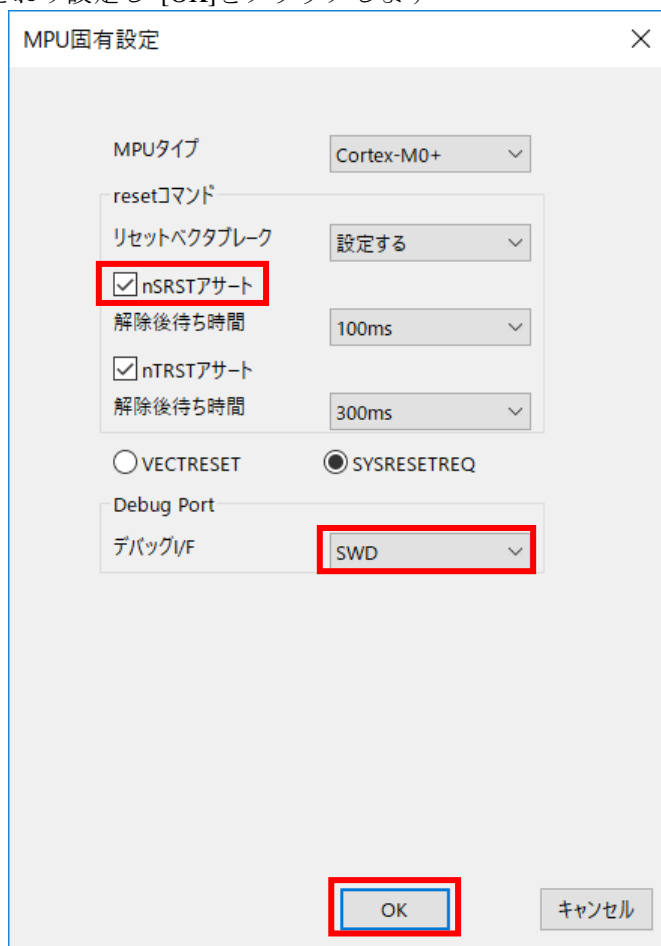 MPU固有設定
MPUタイプ
Cortex-M0+
resetコマンド
リセットベクタブレーク
設定する
nSRSTアサート
解除後待ち時間
100ms
nTRSTアサート
解除後待ち時間
300ms
VECTRESET
SYSRESETREQ
Debug Port
デバッグI/F
SWD
OK
キャンセル